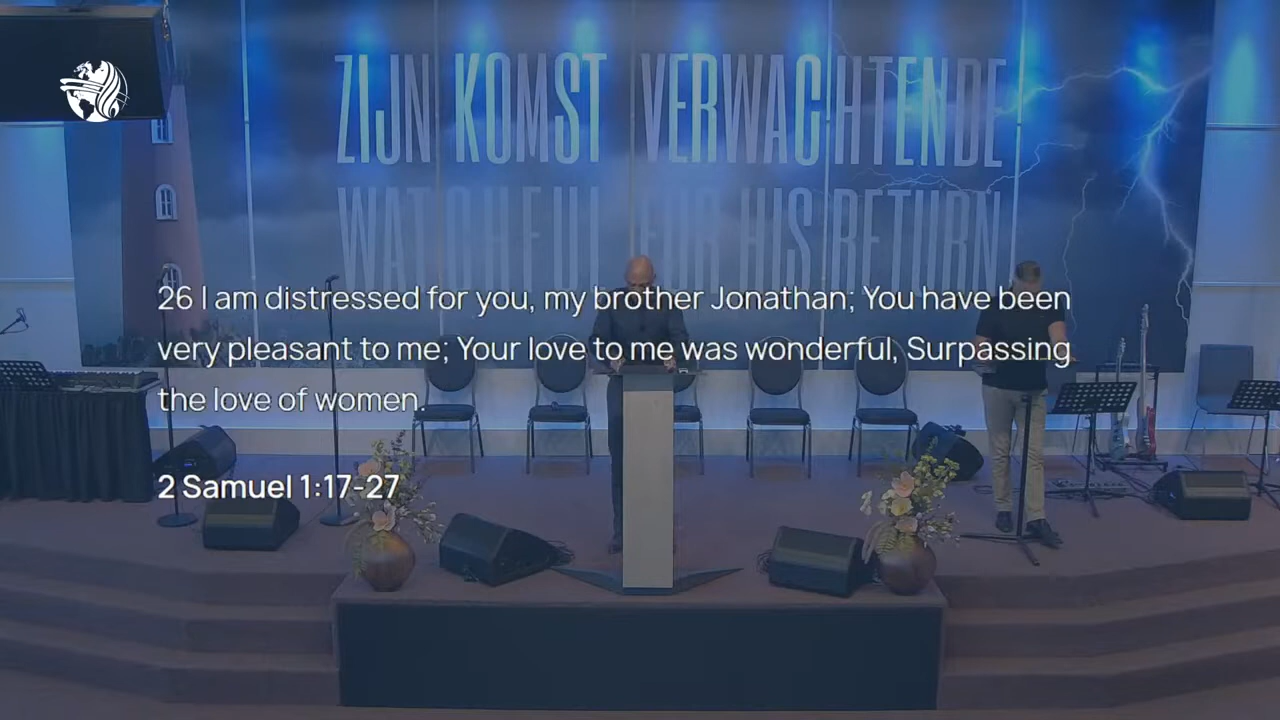 ZIJN KOMST VERWACHTENDE
WATCHFUL FOR HIS RETURN
26 I am distressed for you, my brother Jonathan; You have been
very pleasant to me; Your love to me was wonderful, Surpassing
the love of women.
2 Samuel 1:17-27